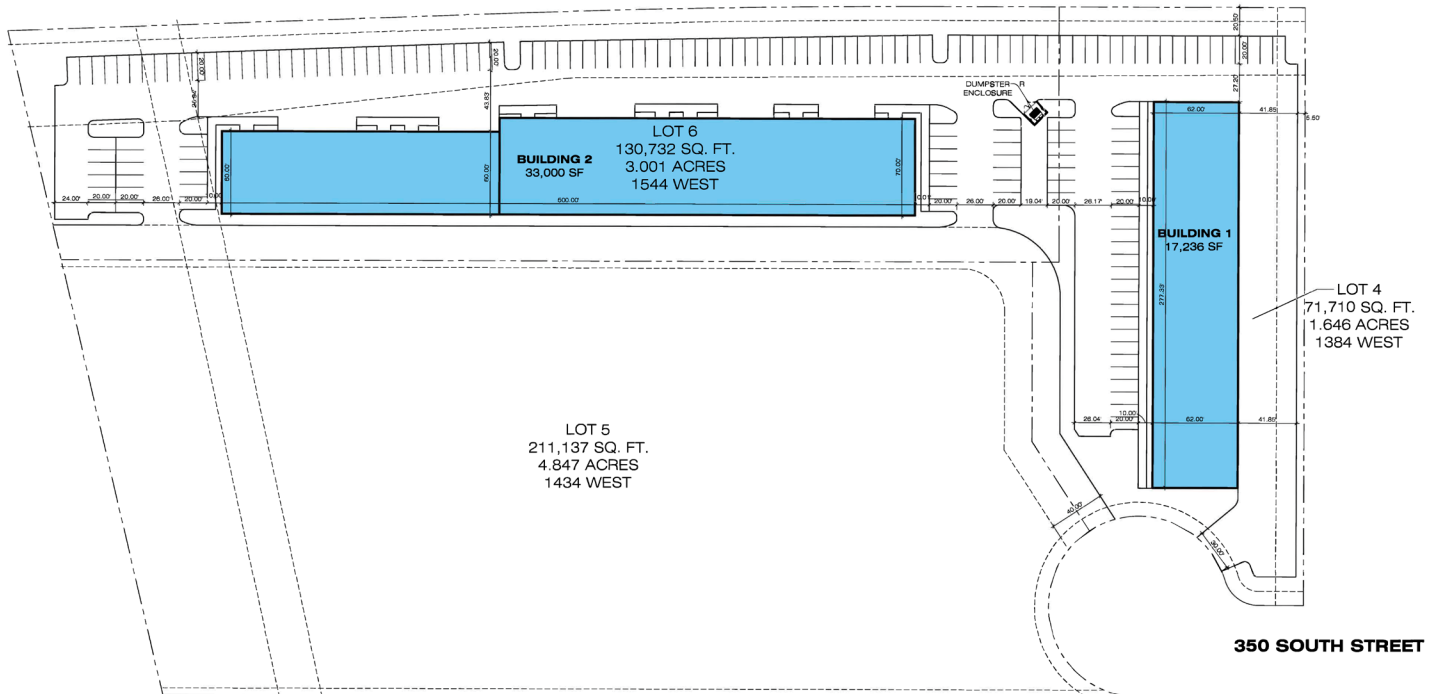 20.50'
20.00'
20.00'
20.00'
27.20'
43.83'
DUMPSTER
ENCLOSURE
62.00'
41.85'
5.50'
LOT 6
130,732 SQ. FT.
3.001 ACRES
1544 WEST
BUILDING 2
33,000 SF
60.00'
60.00'
70.00'
24.00'
20.00'
20.00'
26.00'
20.00'
600.00'
20.00'
26.00'
20.00'
19.04'
20.00'
26.17'
20.00'
10.00'
BUILDING 1
17,236 SF
277.33'
LOT 4
71,710 SQ. FT.
1.646 ACRES
1384 WEST
10.00'
26.04'
20.00'
62.00'
41.85'
LOT 5
211,137 SQ. FT.
4.847 ACRES
1434 WEST
40.00'
30.00'
350 SOUTH STREET